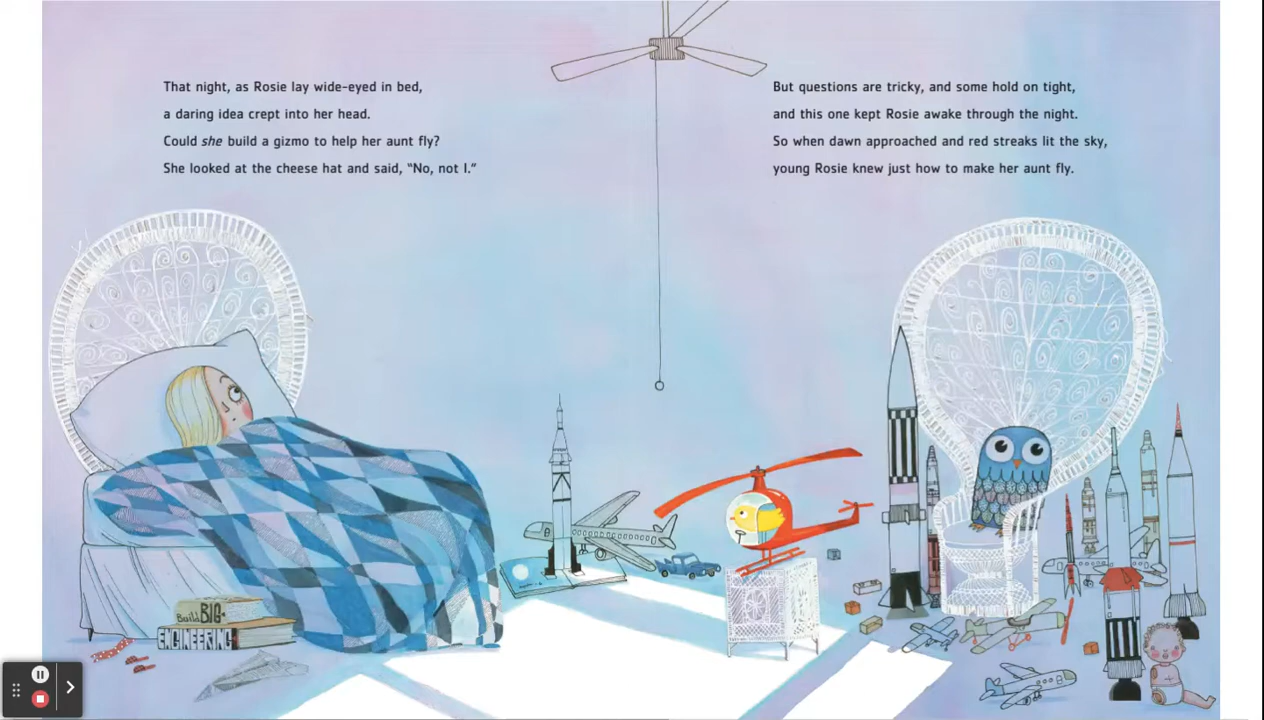 That night, as Rosie lay wide-eyed in bed,
a daring idea crept into her head.
Could she build a gizmo to help her aunt fly?
She looked at the cheese hat and said, “No, not I.”
But questions are tricky, and some hold on tight,
and this one kept Rosie awake through the night.
So when dawn approached and red streaks lit the sky,
young Rosie knew just how to make her aunt fly.
Build BIG
ENGINEERING